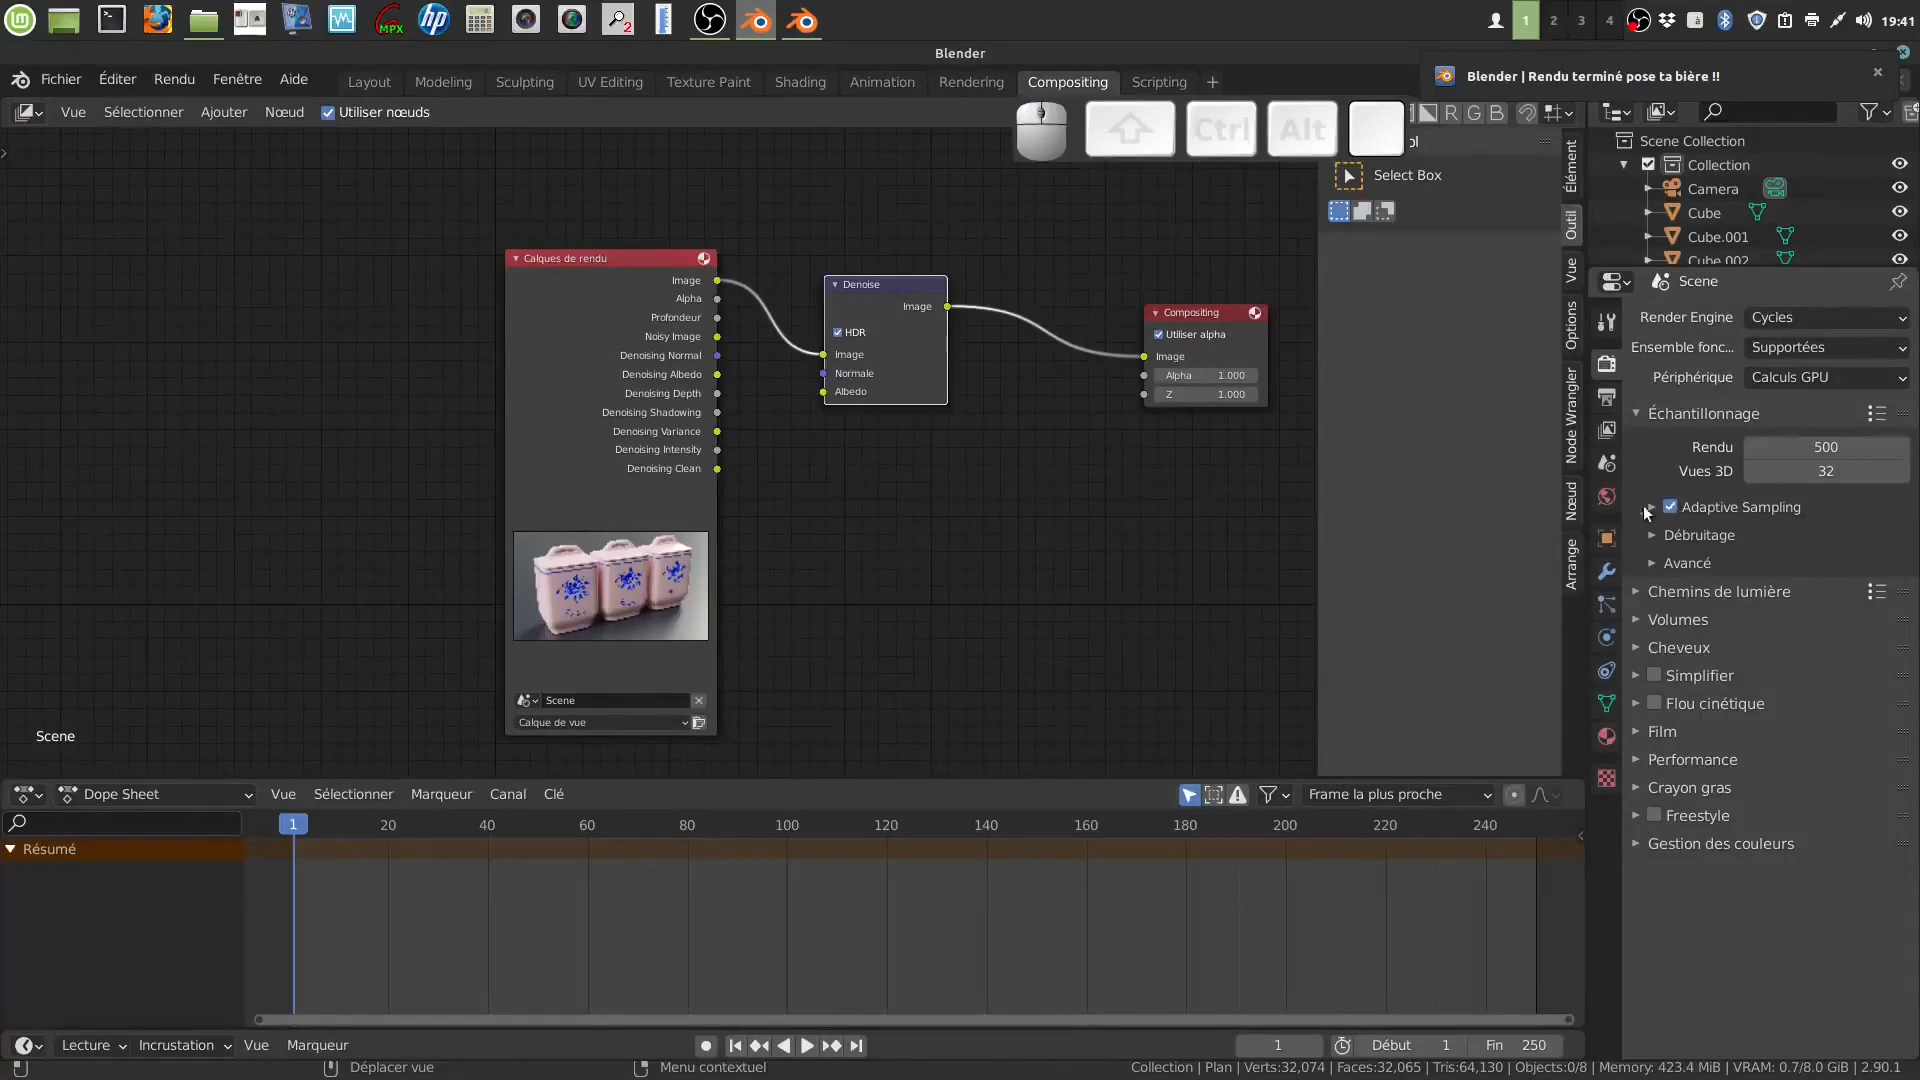 MPX
2
1 2 3 4
19:41
Blender
Fichier Éditer Rendu Fenêtre Aide
Layout Modeling Sculpting UV Editing Texture Paint Shading Animation Rendering Compositing Scripting +
Blender | Rendu terminé pose ta bière !!
Vue Sélectionner Ajouter Nœud Utiliser nœuds
Ctrl Alt
R G B
ol
Select Box
Élément
Outil
Vue
Options
Node Wrangler
Nœud
Arrange
Calques de rendu
Image
Alpha
Profondeur
Noisy Image
Denoising Normal
Denoising Albedo
Denoising Depth
Denoising Shadowing
Denoising Variance
Denoising Intensity
Denoising Clean
Scene
Calque de vue
Denoise
Image
HDR
Image
Normale
Albedo
Compositing
Utiliser alpha
Image
Alpha 1.000
Z 1.000
Scene
Scene Collection
Collection
Camera
Cube
Cube.001
Cube.002
Scene
Render Engine Cycles
Ensemble fonc... Supportées
Périphérique Calculs GPU
Échantillonnage
Rendu 500
Vues 3D 32
Adaptive Sampling
Débruitage
Avancé
Chemins de lumière
Volumes
Cheveux
Simplifier
Flou cinétique
Film
Performance
Crayon gras
Freestyle
Gestion des couleurs
Dope Sheet Vue Sélectionner Marqueur Canal Clé Frame la plus proche
1 20 40 60 80 100 120 140 160 180 200 220 240
Résumé
Lecture Incrustation Vue Marqueur 1 Début 1 Fin 250
Déplacer vue Menu contextuel Collection | Plan | Verts:32,074 | Faces:32,065 | Tris:64,130 | Objects:0/8 | Memory: 423.4 MiB | VRAM: 0.7/8.0 GiB | 2.90.1